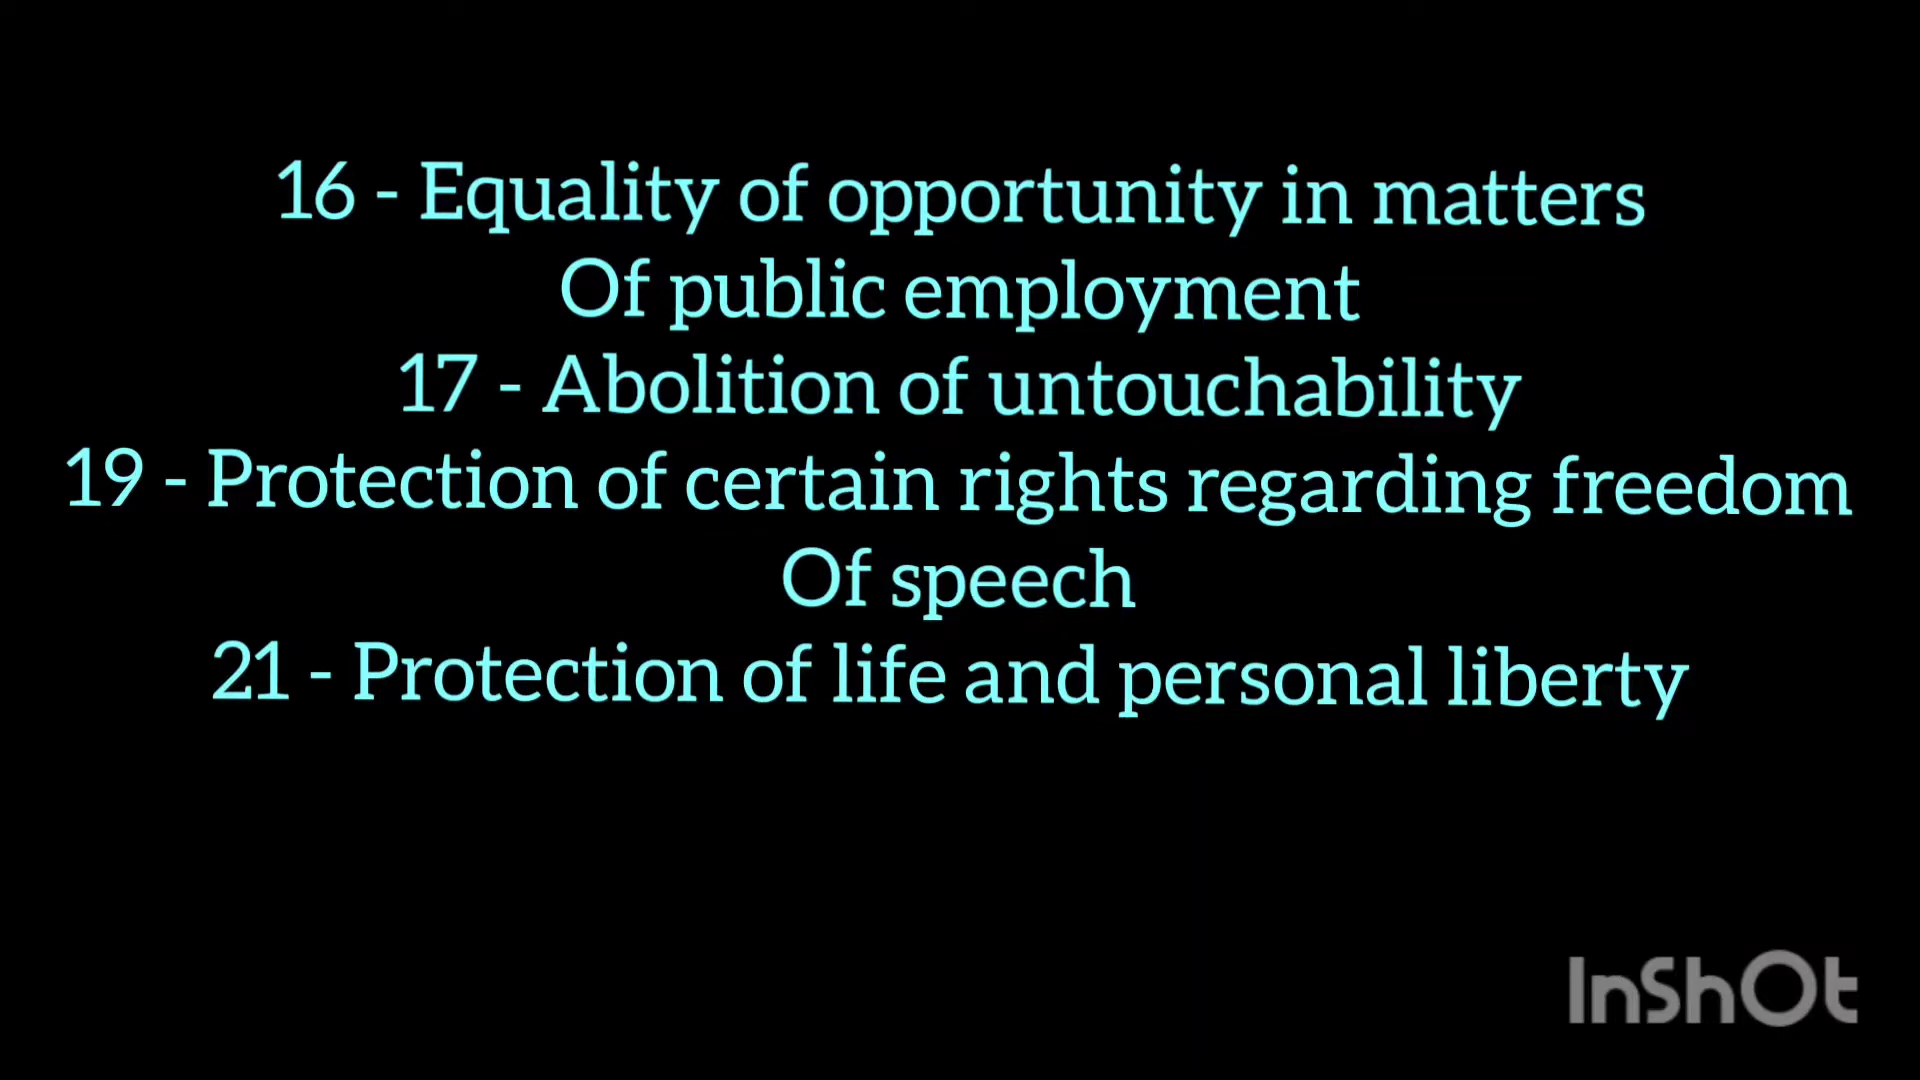 16 - Equality of opportunity in matters
Of public employment
17 - Abolition of untouchability
19 - Protection of certain rights regarding freedom
Of speech
21 - Protection of life and personal liberty
InShOt